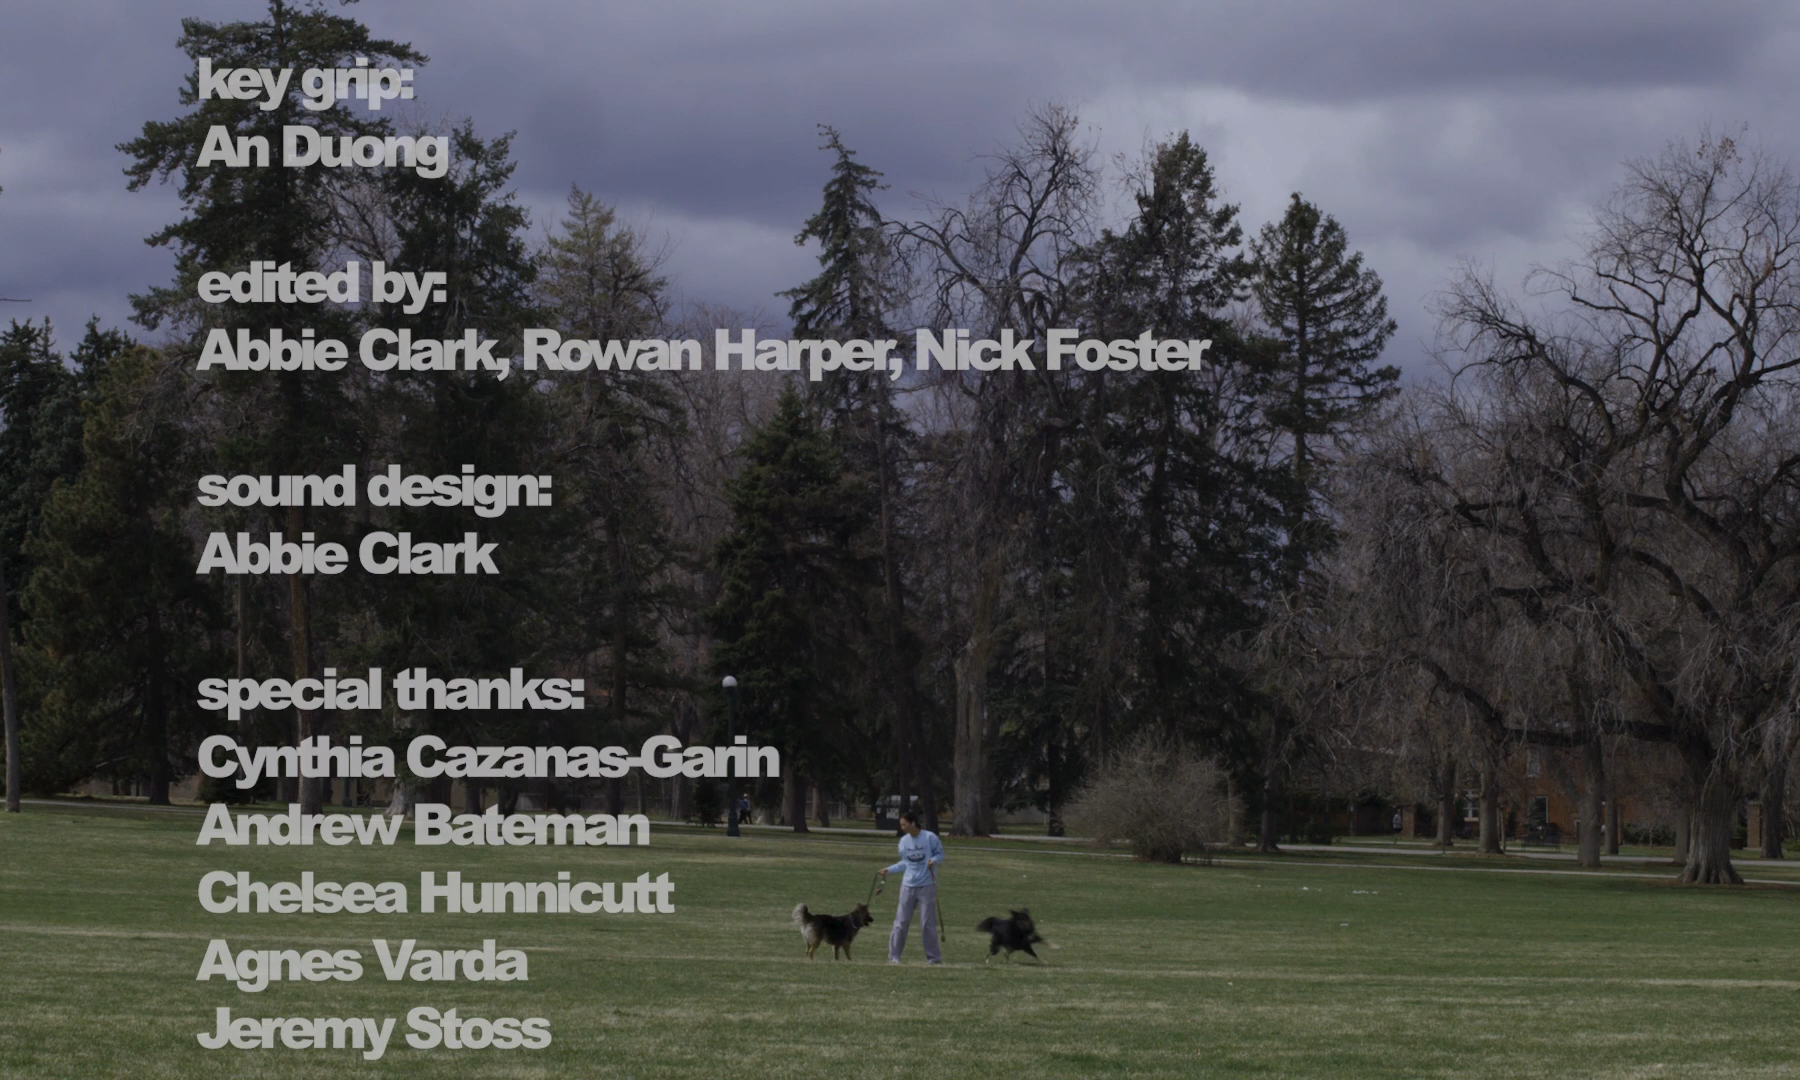 key grip:
An Duong
edited by:
Abbie Clark, Rowan Harper, Nick Foster
sound design:
Abbie Clark
special thanks:
Cynthia Cazanas-Garin
Andrew Bateman
Chelsea Hunnicutt
Agnes Varda
Jeremy Stoss